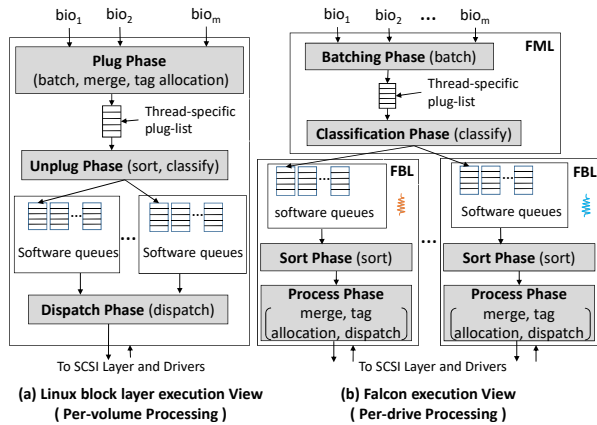 bio1 bio2 biom
Plug Phase
(batch, merge, tag allocation)
Thread-specific
plug-list
Unplug Phase (sort, classify)
Software queues
...
Software queues
Dispatch Phase (dispatch)
To SCSI Layer and Drivers
(a) Linux block layer execution View
( Per-volume Processing )
bio1 bio2 ... biom
FML
Batching Phase (batch)
Thread-specific
plug-list
Classification Phase (classify)
FBL
software queues
Sort Phase (sort)
Process Phase
merge, tag
allocation, dispatch
...
FBL
software queues
Sort Phase (sort)
Process Phase
merge, tag
allocation, dispatch
To SCSI Layer and Drivers
(b) Falcon execution View
( Per-drive Processing )